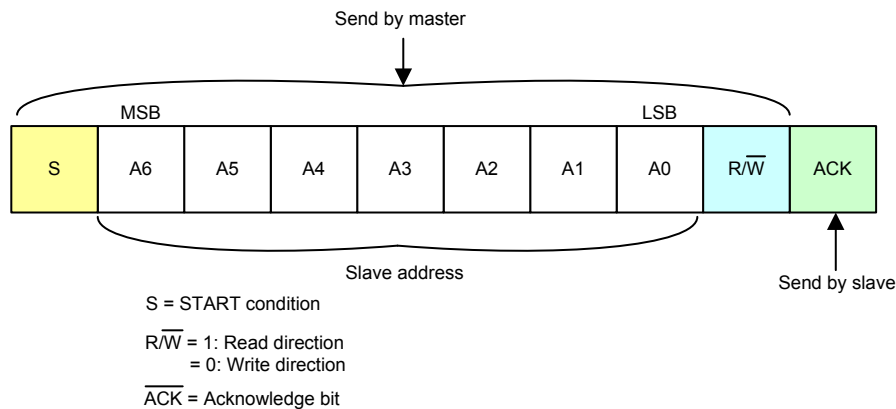 Send by master
MSB LSB
S A6 A5 A4 A3 A2 A1 A0 R/W̅ ACK
Slave address
Send by slave
S = START condition
R/W̅ = 1: Read direction
= 0: Write direction
A̅C̅K̅ = Acknowledge bit